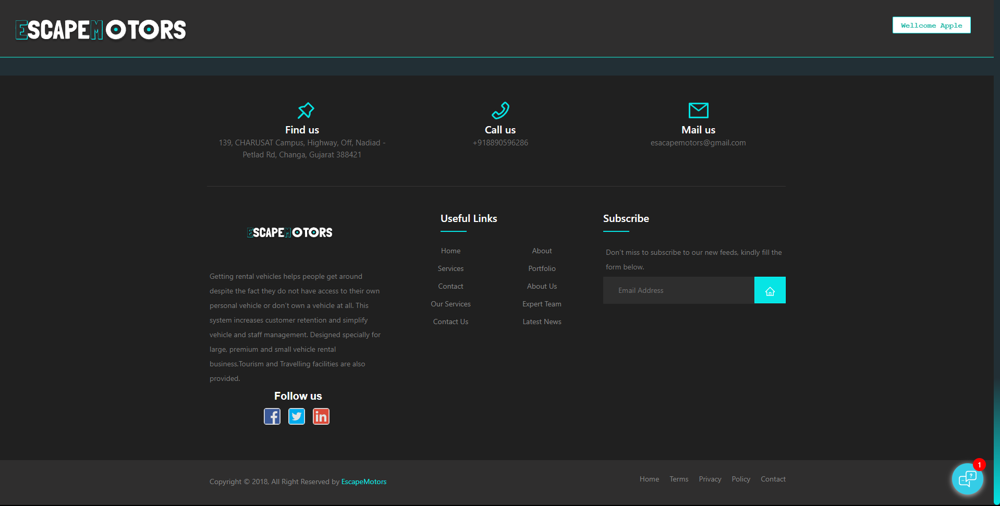 ESCAPEMOTORS
Wellcome Apple
Find us
139, CHARUSAT Campus, Highway, Off, Nadiad -
Petlad Rd, Changa, Gujarat 388421
Call us
+918890596286
Mail us
esacapemotors@gmail.com
ESCAPEMOTORS
Getting rental vehicles helps people get around
despite the fact they do not have access to their own
personal vehicle or don't own a vehicle at all. This
system increases customer retention and simplify
vehicle and staff management. Designed specially for
large, premium and small vehicle rental
business.Tourism and Travelling facilities are also
provided.
Follow us
Useful Links
Home
About
Services
Portfolio
Contact
About Us
Our Services
Expert Team
Contact Us
Latest News
Subscribe
Don't miss to subscribe to our new feeds, kindly fill the
form below.
Email Address
Copyright © 2018, All Right Reserved by EscapeMotors
Home Terms Privacy Policy Contact
1